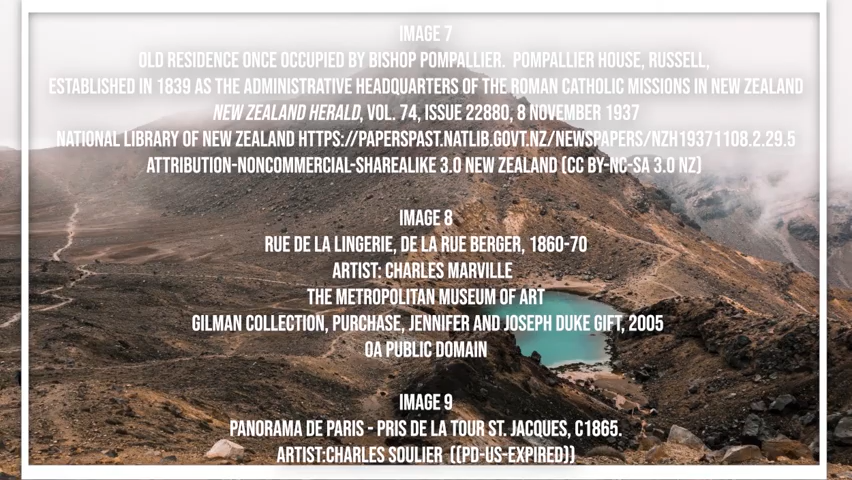 IMAGE 7
OLD RESIDENCE ONCE OCCUPIED BY BISHOP POMPALLIER. POMPALLIER HOUSE, RUSSELL,
ESTABLISHED IN 1839 AS THE ADMINISTRATIVE HEADQUARTERS OF THE ROMAN CATHOLIC MISSIONS IN NEW ZEALAND
NEW ZEALAND HERALD, VOL. 74, ISSUE 22880, 8 NOVEMBER 1937
NATIONAL LIBRARY OF NEW ZEALAND HTTPS://PAPERSPAST.NATLIB.GOVT.NZ/NEWSPAPERS/NZH19371108.2.29.5
ATTRIBUTION-NONCOMMERCIAL-SHAREALIKE 3.0 NEW ZEALAND (CC BY-NC-SA 3.0 NZ)
IMAGE 8
RUE DE LA LINGERIE, DE LA RUE BERGER, 1860-70
ARTIST: CHARLES MARVILLE
THE METROPOLITAN MUSEUM OF ART
GILMAN COLLECTION, PURCHASE, JENNIFER AND JOSEPH DUKE GIFT, 2005
OA PUBLIC DOMAIN
IMAGE 9
PANORAMA DE PARIS - PRIS DE LA TOUR ST. JACQUES, C1865.
ARTIST:CHARLES SOULIER ((PD-US-EXPIRED))